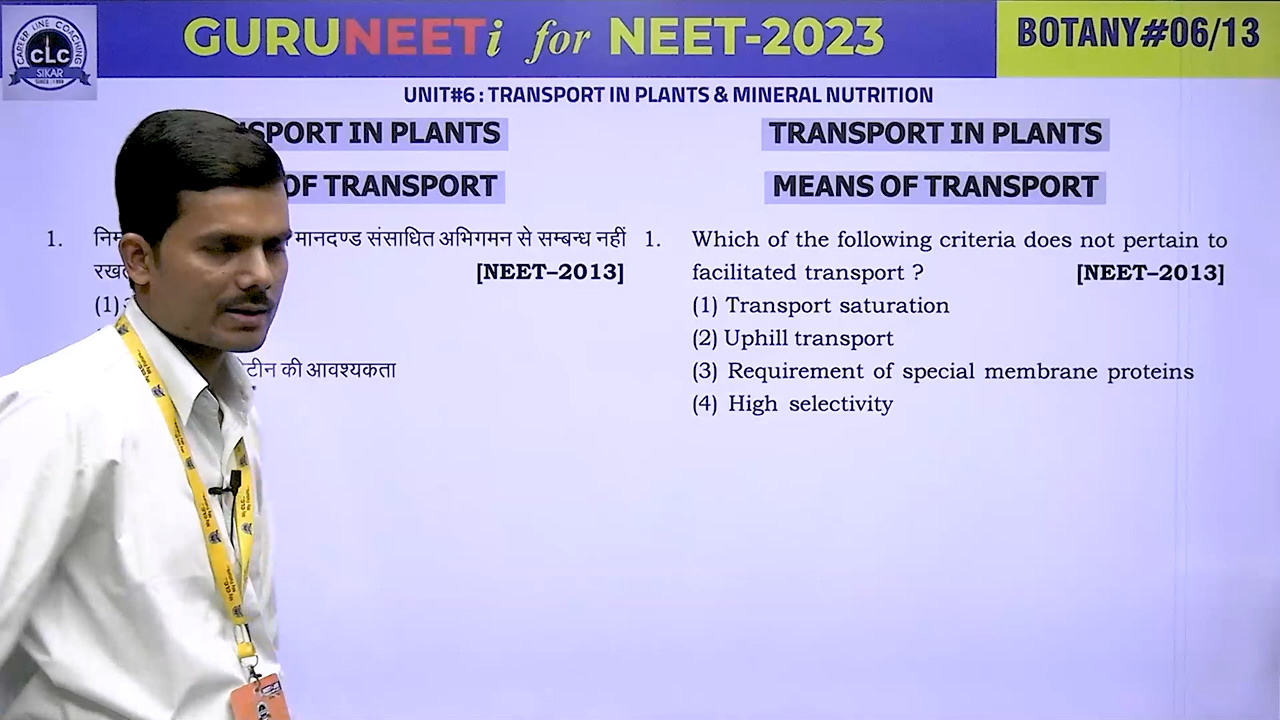 GURUNEETi for NEET-2023
BOTANY#06/13
CAREER LINE COACHING
CLC
SIKAR
UNIT#6 : TRANSPORT IN PLANTS & MINERAL NUTRITION
IN PLANTS
OF TRANSPORT
1. मानदण्ड संसाधित अभिगमन से सम्बन्ध नहीं
[NEET–2013]
(1)
की आवश्यकता
TRANSPORT IN PLANTS
MEANS OF TRANSPORT
1. Which of the following criteria does not pertain to
facilitated transport ? [NEET–2013]
(1) Transport saturation
(2) Uphill transport
(3) Requirement of special membrane proteins
(4) High selectivity